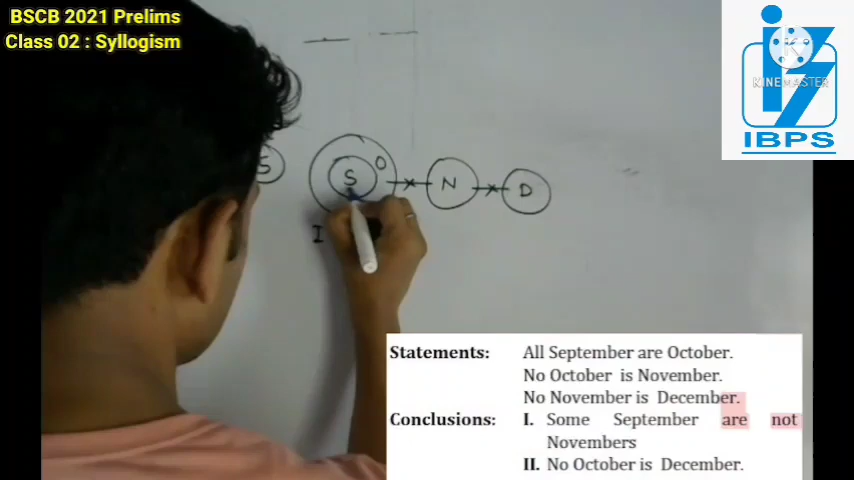 BSCB 2021 Prelims
Class 02 : Syllogism
KINEMASTER
IBPS
S
S O N D
I
Statements: All September are October.
No October is November.
No November is December.
Conclusions: I. Some September are not
Novembers
II. No October is December.